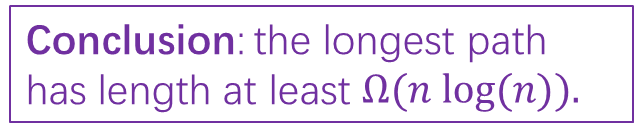 Conclusion: the longest path
has length at least Ω(n log(n)).